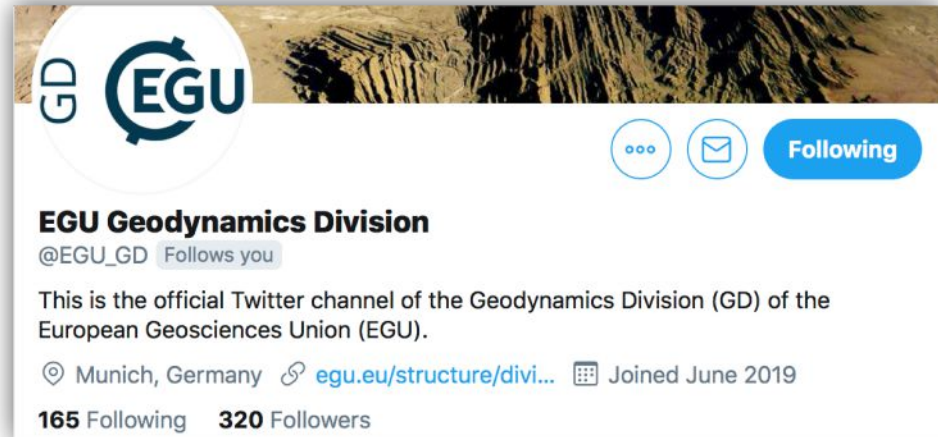 GD
EGU
Following
EGU Geodynamics Division
@EGU_GD Follows you
This is the official Twitter channel of the Geodynamics Division (GD) of the
European Geosciences Union (EGU).
Munich, Germany egu.eu/structure/divi... Joined June 2019
165 Following 320 Followers